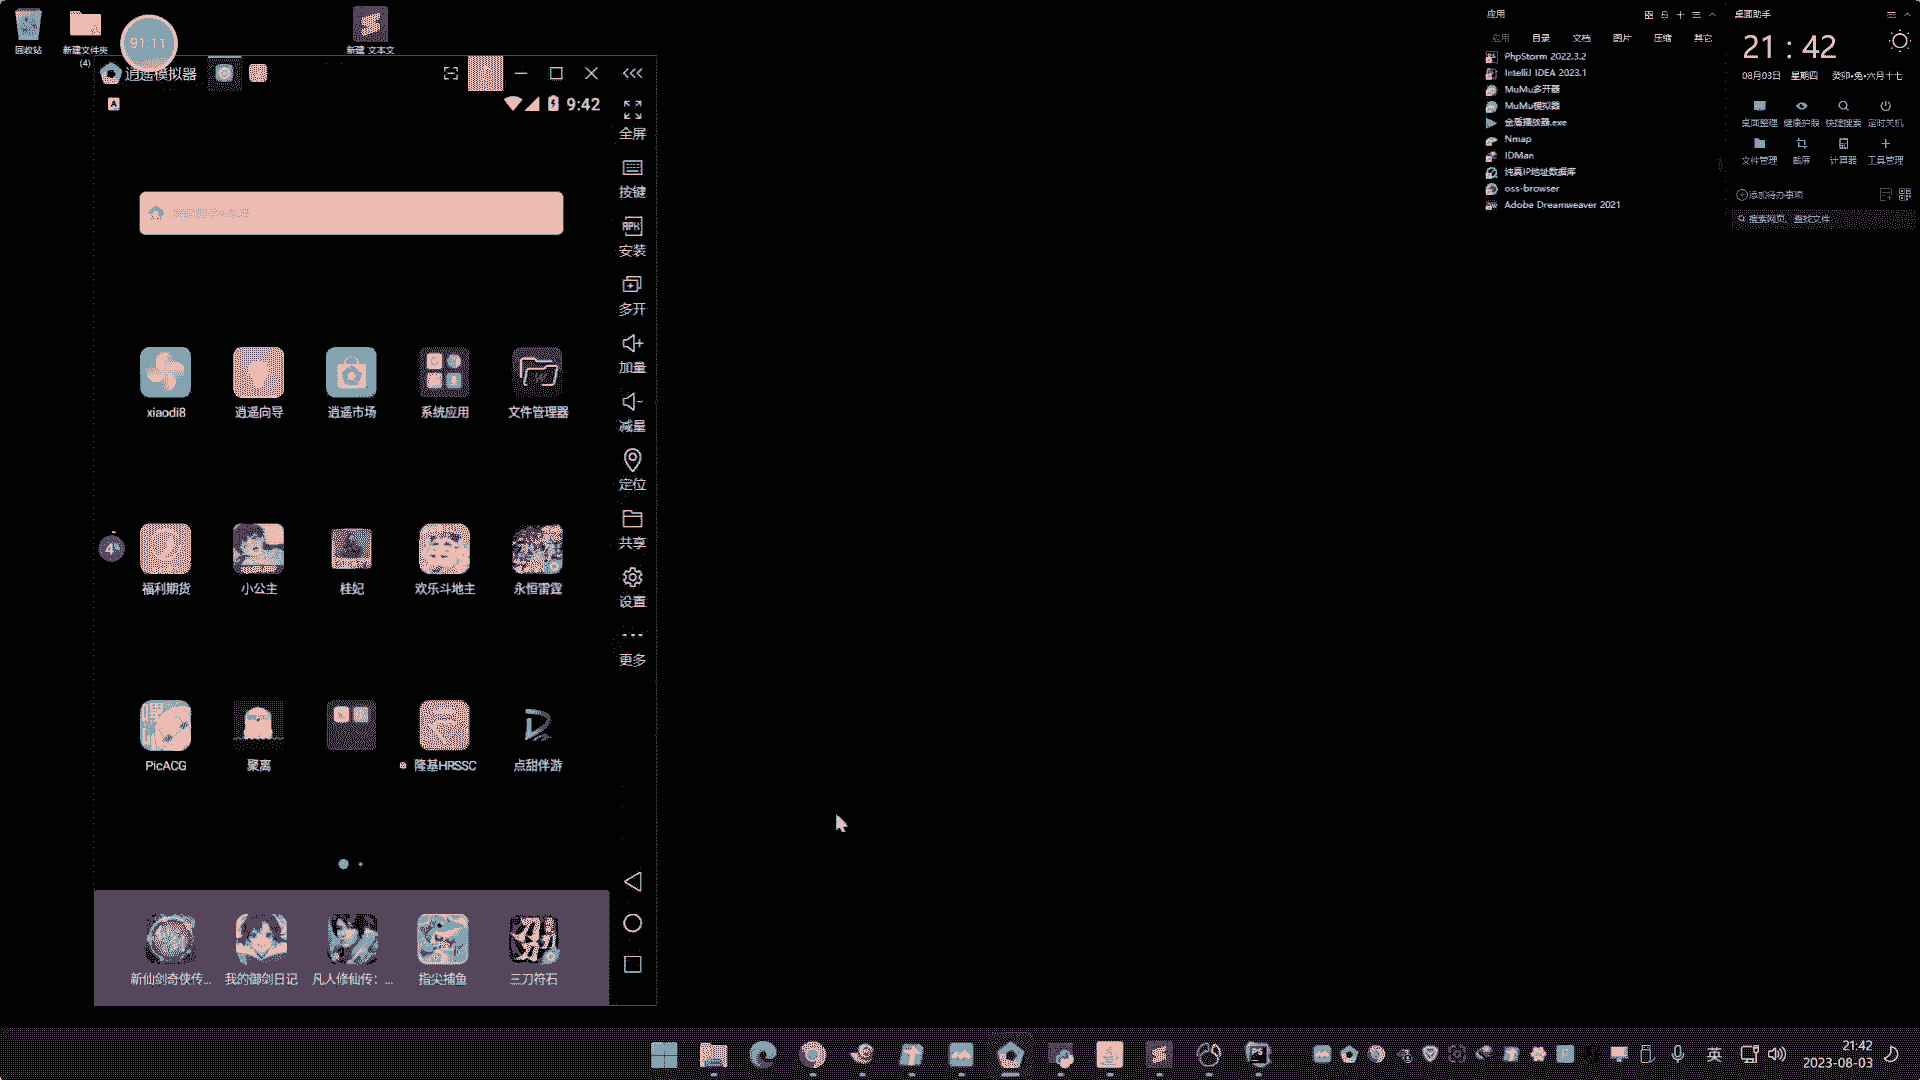 回收站
新建文件夹
(4)
91:11
新建 文本文
逍遥模拟器
A
9:42
全屏
按键
安装
多开
加量
减量
定位
共享
设置
更多
xiaodi8
逍遥向导
逍遥市场
系统应用
文件管理器
4
福利期货
小公主
桂妃
欢乐斗地主
永恒雷霆
PicACG
聚离
隆基HRSSC
点甜伴游
新仙剑奇侠传...
我的御剑日记
凡人修仙传：...
指尖捕鱼
三刀符石
应用
应用 目录 文档 图片 压缩 其它
PhpStorm 2022.3.2
IntelliJ IDEA 2023.1
MuMu多开器
MuMu模拟器
金盾播放器.exe
Nmap
IDMan
纯真IP地址数据库
oss-browser
Adobe Dreamweaver 2021
桌面助手
21 : 42
08月03日 星期四 癸卯•兔•六月十七
桌面整理 健康护眼 快捷搜索 定时关机
文件管理 截屏 计算器 工具管理
添加待办事项
搜索网页、查找文件
英
21:42
2023-08-03